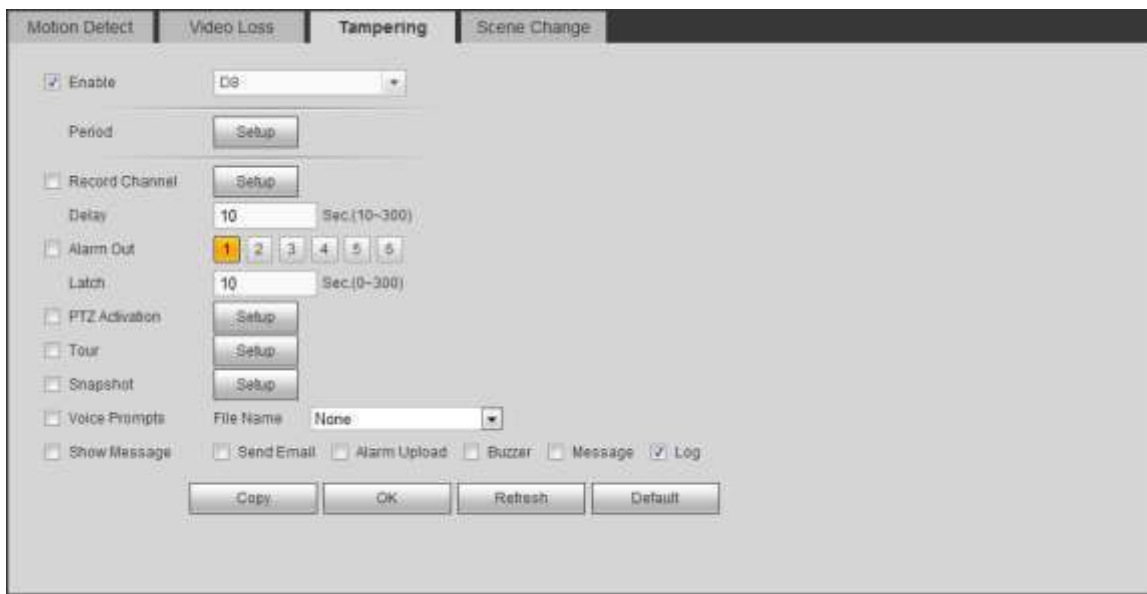 Motion Detect Video Loss Tampering Scene Change
Enable D8
Period Setup
Record Channel Setup
Delay 10 Sec.(10~300)
Alarm Out 1 2 3 4 5 6
Latch 10 Sec.(0~300)
PTZ Activation Setup
Tour Setup
Snapshot Setup
Voice Prompts File Name None
Show Message Send Email Alarm Upload Buzzer Message Log
Copy OK Refresh Default